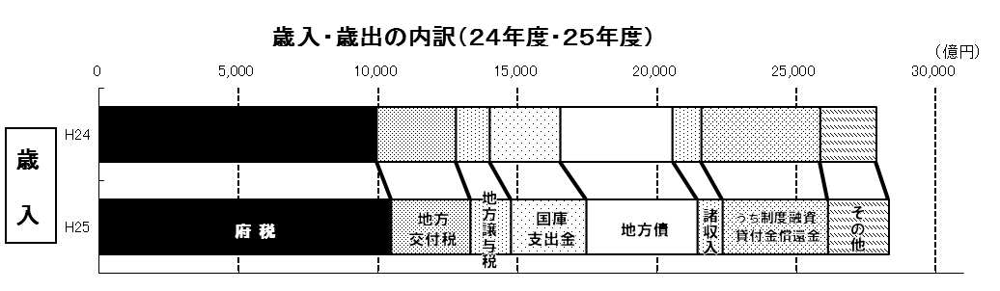 歳入・歳出の内訳（24年度・25年度）
（億円）
0 5,000 10,000 15,000 20,000 25,000 30,000
H24
歳入
H25
府税
地方
交付税
地方譲与税
国庫
支出金
地方債
諸収入
うち制度融資
貸付金償還金
その他